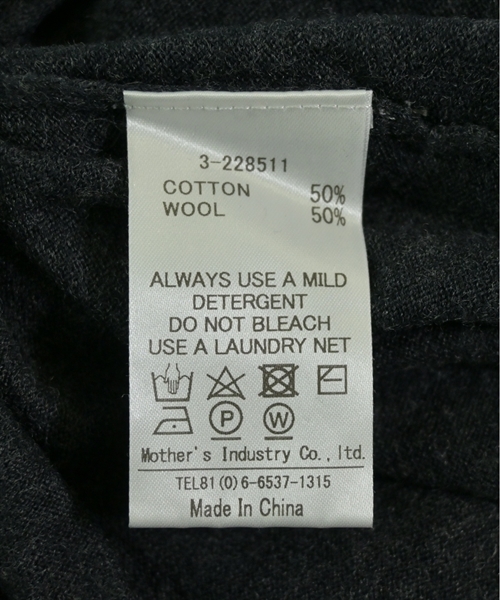 3-228511
COTTON 50%
WOOL 50%
ALWAYS USE A MILD
DETERGENT
DO NOT BLEACH
USE A LAUNDRY NET
P W
Mother's Industry Co.,ltd.
TEL81(0)6-6537-1315
Made In China